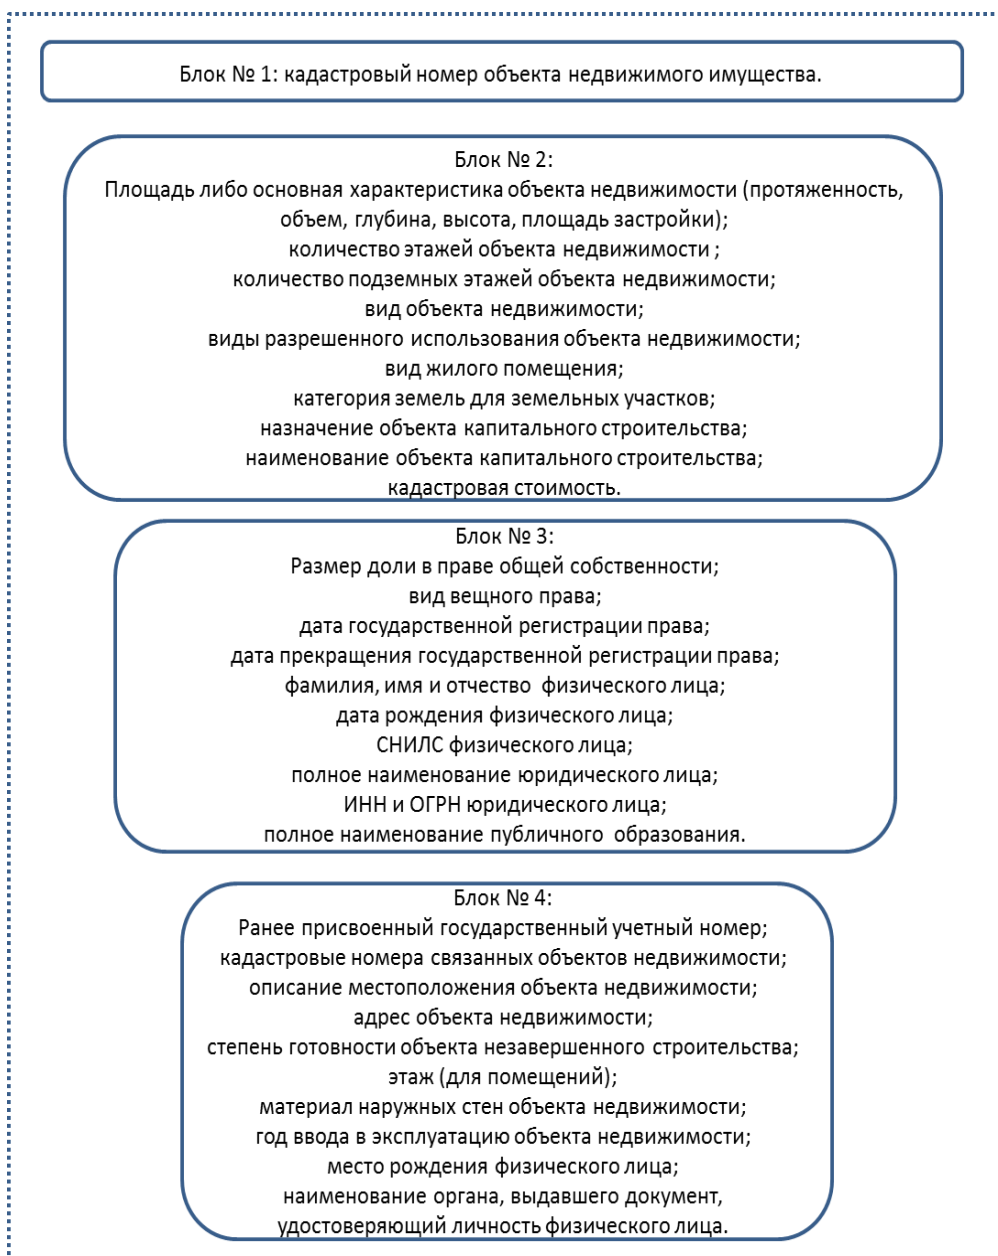 Блок № 1: кадастровый номер объекта недвижимого имущества.
Блок № 2:
Площадь либо основная характеристика объекта недвижимости (протяженность,
объем, глубина, высота, площадь застройки);
количество этажей объекта недвижимости ;
количество подземных этажей объекта недвижимости;
вид объекта недвижимости;
виды разрешенного использования объекта недвижимости;
вид жилого помещения;
категория земель для земельных участков;
назначение объекта капитального строительства;
наименование объекта капитального строительства;
кадастровая стоимость.
Блок № 3:
Размер доли в праве общей собственности;
вид вещного права;
дата государственной регистрации права;
дата прекращения государственной регистрации права;
фамилия, имя и отчество физического лица;
дата рождения физического лица;
СНИЛС физического лица;
полное наименование юридического лица;
ИНН и ОГРН юридического лица;
полное наименование публичного образования.
Блок № 4:
Ранее присвоенный государственный учетный номер;
кадастровые номера связанных объектов недвижимости;
описание местоположения объекта недвижимости;
адрес объекта недвижимости;
степень готовности объекта незавершенного строительства;
этаж (для помещений);
материал наружных стен объекта недвижимости;
год ввода в эксплуатацию объекта недвижимости;
место рождения физического лица;
наименование органа, выдавшего документ,
удостоверяющий личность физического лица.